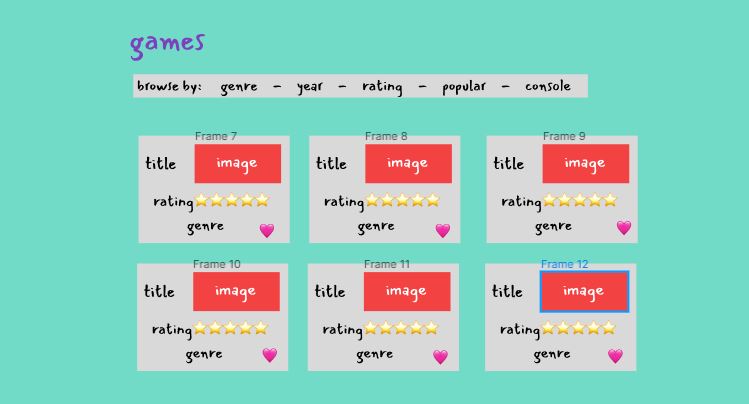 games
browse by: genre - year - rating - popular - console
Frame 7 Frame 8 Frame 9
title image title image title image
rating⭐⭐⭐⭐⭐ rating⭐⭐⭐⭐⭐ rating⭐⭐⭐⭐⭐
genre genre genre
Frame 10 Frame 11 Frame 12
title image title image title image
rating⭐⭐⭐⭐⭐ rating⭐⭐⭐⭐⭐ rating⭐⭐⭐⭐⭐
genre genre genre